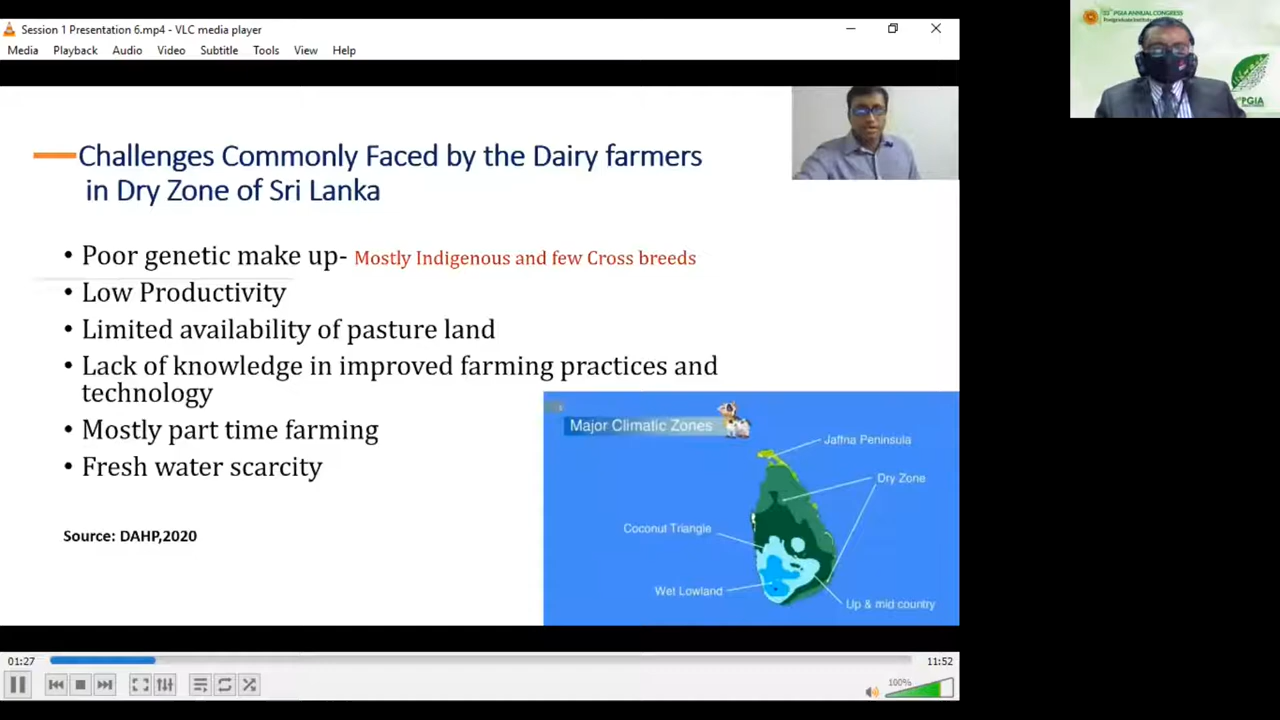 Session 1 Presentation 6.mp4 - VLC media player
Media Playback Audio Video Subtitle Tools View Help
PGIA ANNUAL CONGRESS
PGIA
Challenges Commonly Faced by the Dairy farmers
in Dry Zone of Sri Lanka
• Poor genetic make up- Mostly Indigenous and few Cross breeds
• Low Productivity
• Limited availability of pasture land
• Lack of knowledge in improved farming practices and
technology
• Mostly part time farming
• Fresh water scarcity
Source: DAHP,2020
Major Climatic Zones
Jaffna Peninsula
Dry Zone
Coconut Triangle
Wet Lowland
Up & mid country
01:27
11:52
100%